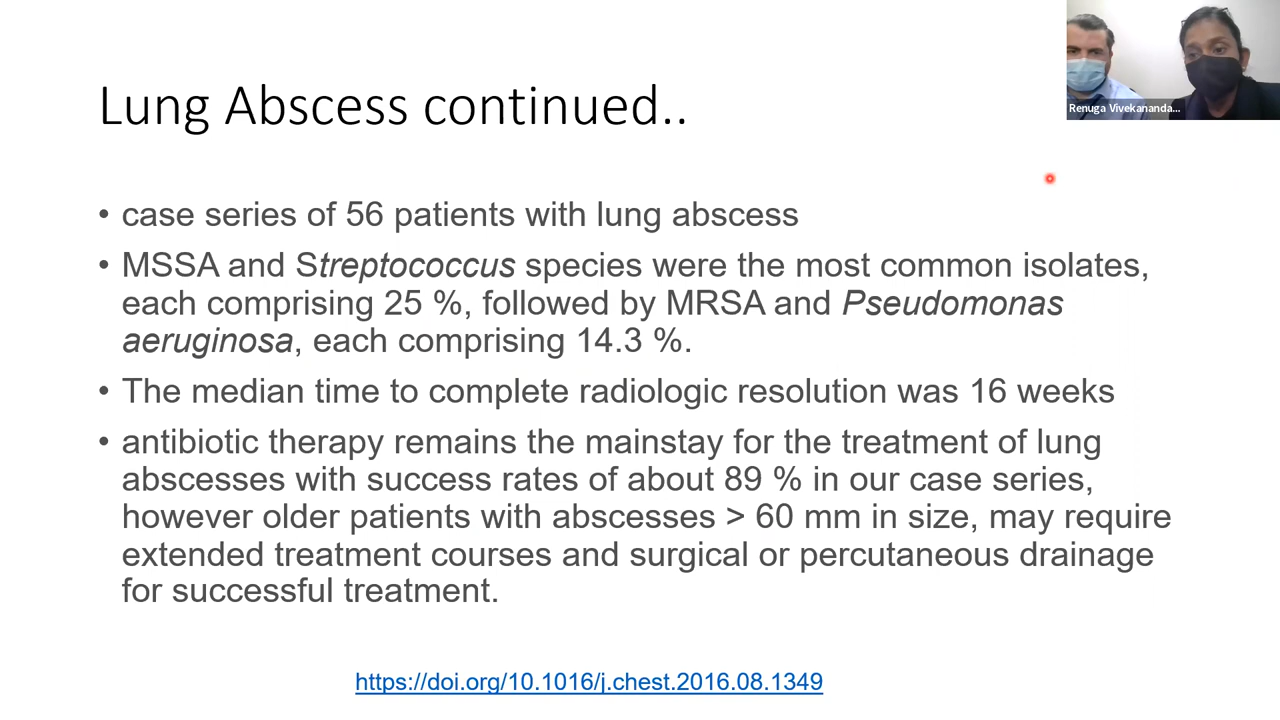 Renuga Vivekananda...
Lung Abscess continued..
• case series of 56 patients with lung abscess
• MSSA and Streptococcus species were the most common isolates,
each comprising 25 %, followed by MRSA and Pseudomonas
aeruginosa, each comprising 14.3 %.
• The median time to complete radiologic resolution was 16 weeks
• antibiotic therapy remains the mainstay for the treatment of lung
abscesses with success rates of about 89 % in our case series,
however older patients with abscesses > 60 mm in size, may require
extended treatment courses and surgical or percutaneous drainage
for successful treatment.
https://doi.org/10.1016/j.chest.2016.08.1349